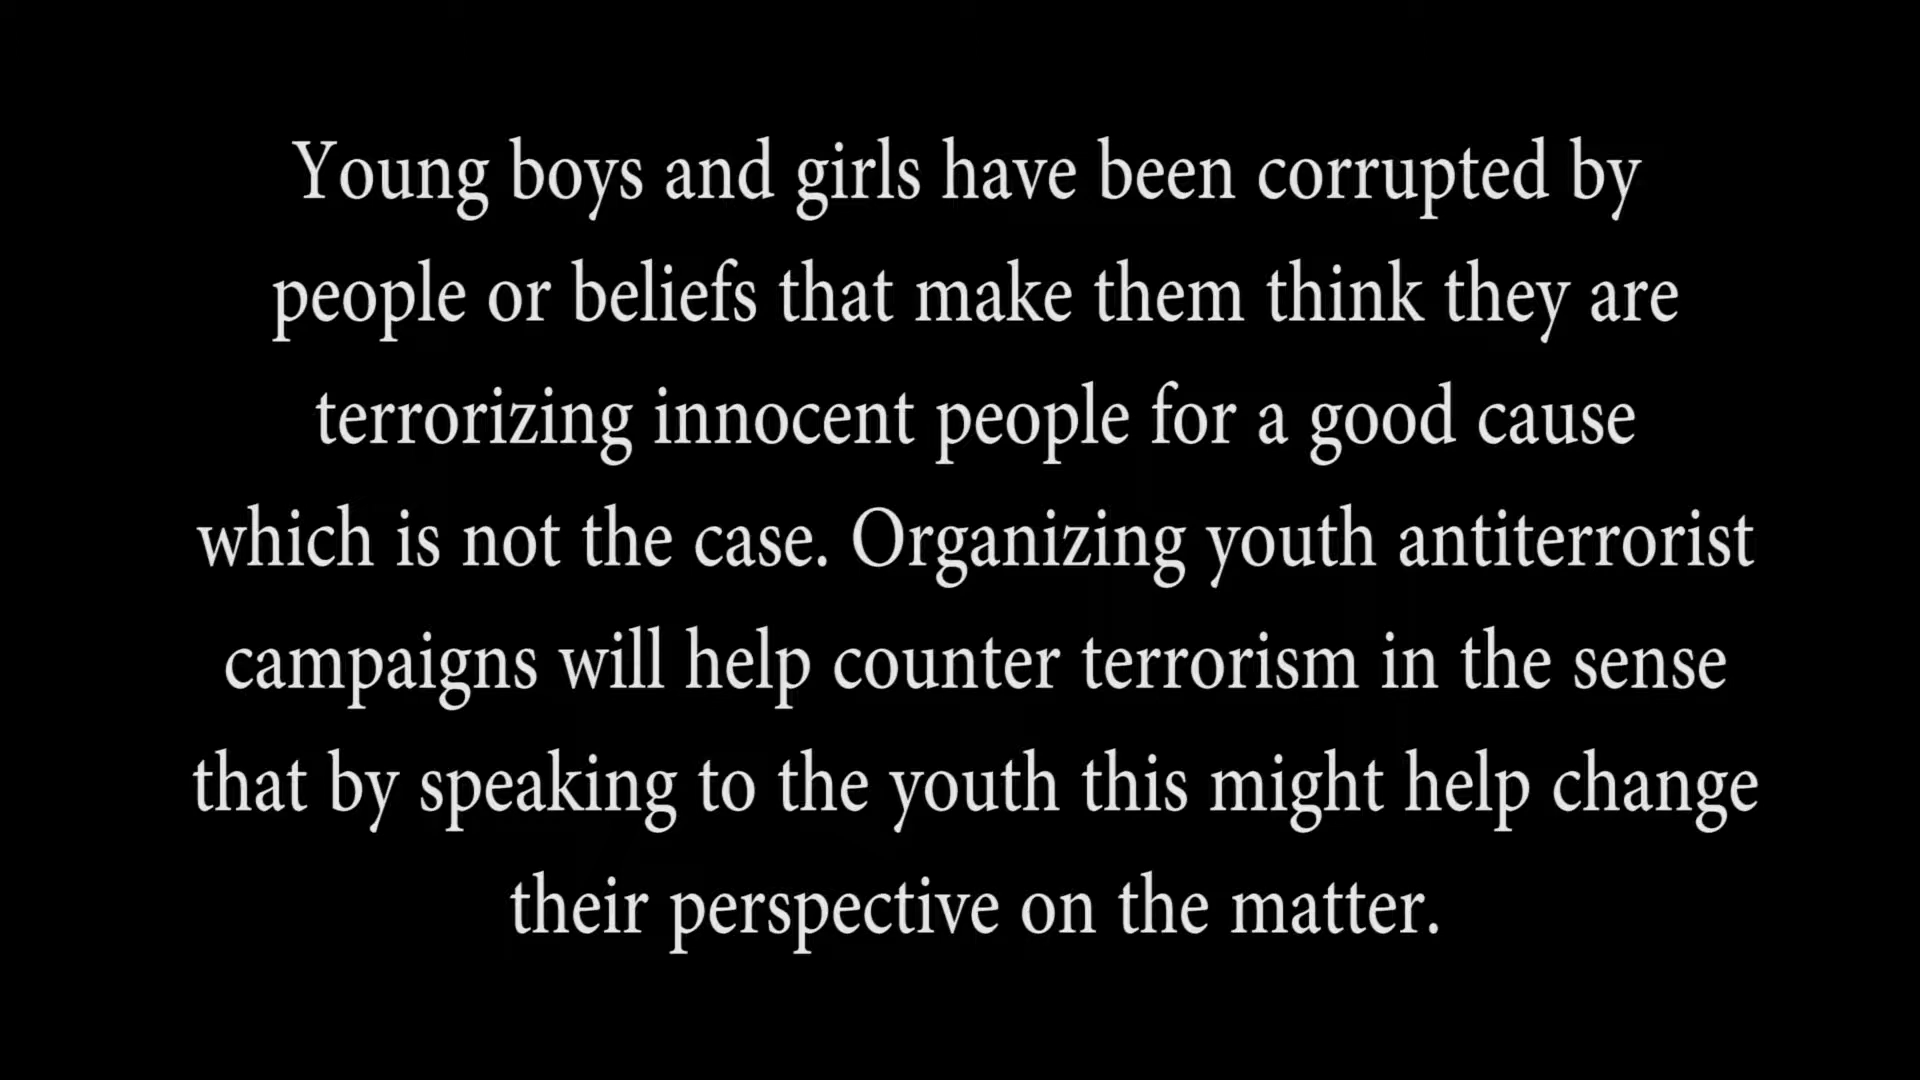 Young boys and girls have been corrupted by
people or beliefs that make them think they are
terrorizing innocent people for a good cause
which is not the case. Organizing youth antiterrorist
campaigns will help counter terrorism in the sense
that by speaking to the youth this might help change
their perspective on the matter.